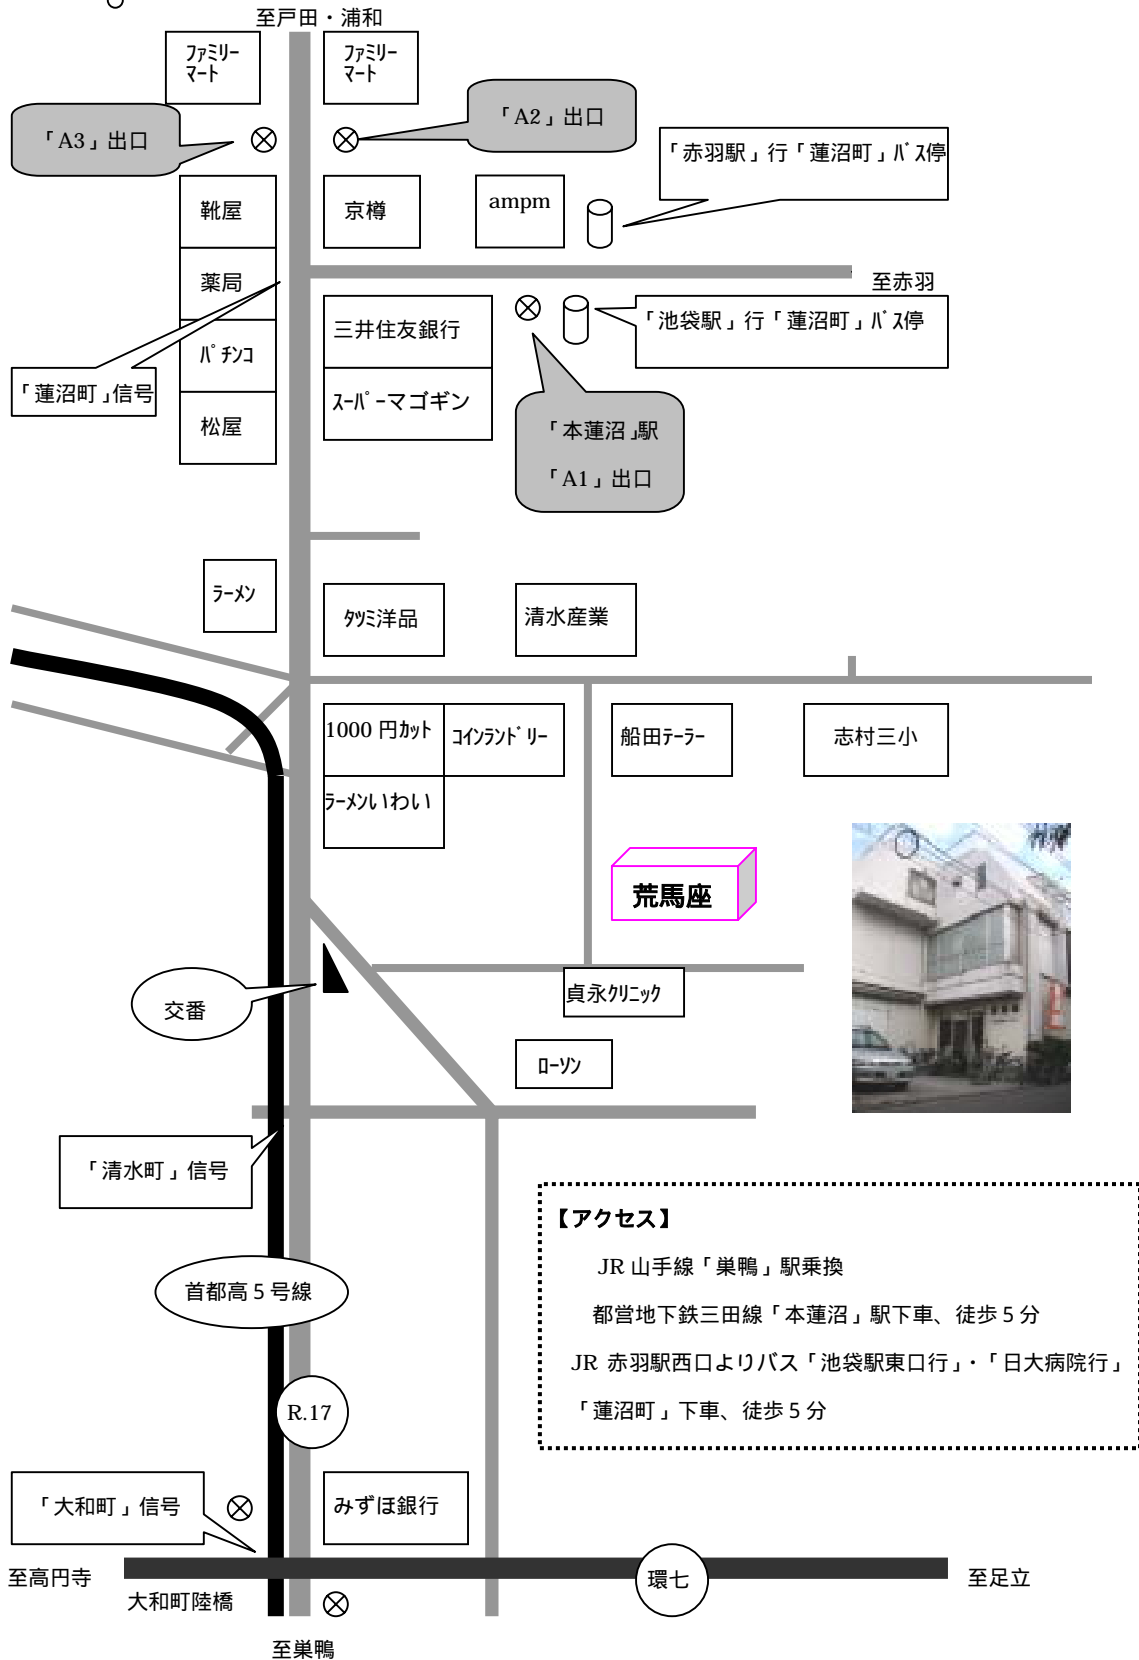 至戸田・浦和
ﾌｧﾐﾘｰ
ﾏｰﾄ
ﾌｧﾐﾘｰ
ﾏｰﾄ
「A3」出口
「A2」出口
「赤羽駅」行「蓮沼町」ﾊﾞｽ停
靴屋
京樽
ampm
薬局
至赤羽
三井住友銀行
「池袋駅」行「蓮沼町」ﾊﾞｽ停
ﾊﾟﾁﾝｺ
「蓮沼町」信号
ｽｰﾊﾟｰマゴギン
松屋
「本蓮沼」駅
「A1」出口
ﾗｰﾒﾝ
ﾀﾂﾐ洋品
清水産業
1000 円ｶｯﾄ
ｺｲﾝﾗﾝﾄﾞﾘｰ
船田ﾃｰﾗｰ
志村三小
ﾗｰﾒﾝいわい
荒馬座
交番
貞永ｸﾘﾆｯｸ
ﾛｰｿﾝ
「清水町」信号
【アクセス】
JR 山手線「巣鴨」駅乗換
都営地下鉄三田線「本蓮沼」駅下車、徒歩５分
JR 赤羽駅西口よりバス「池袋駅東口行」・「日大病院行」
「蓮沼町」下車、徒歩５分
首都高５号線
R.17
「大和町」信号
みずほ銀行
至高円寺
環七
至足立
大和町陸橋
至巣鴨